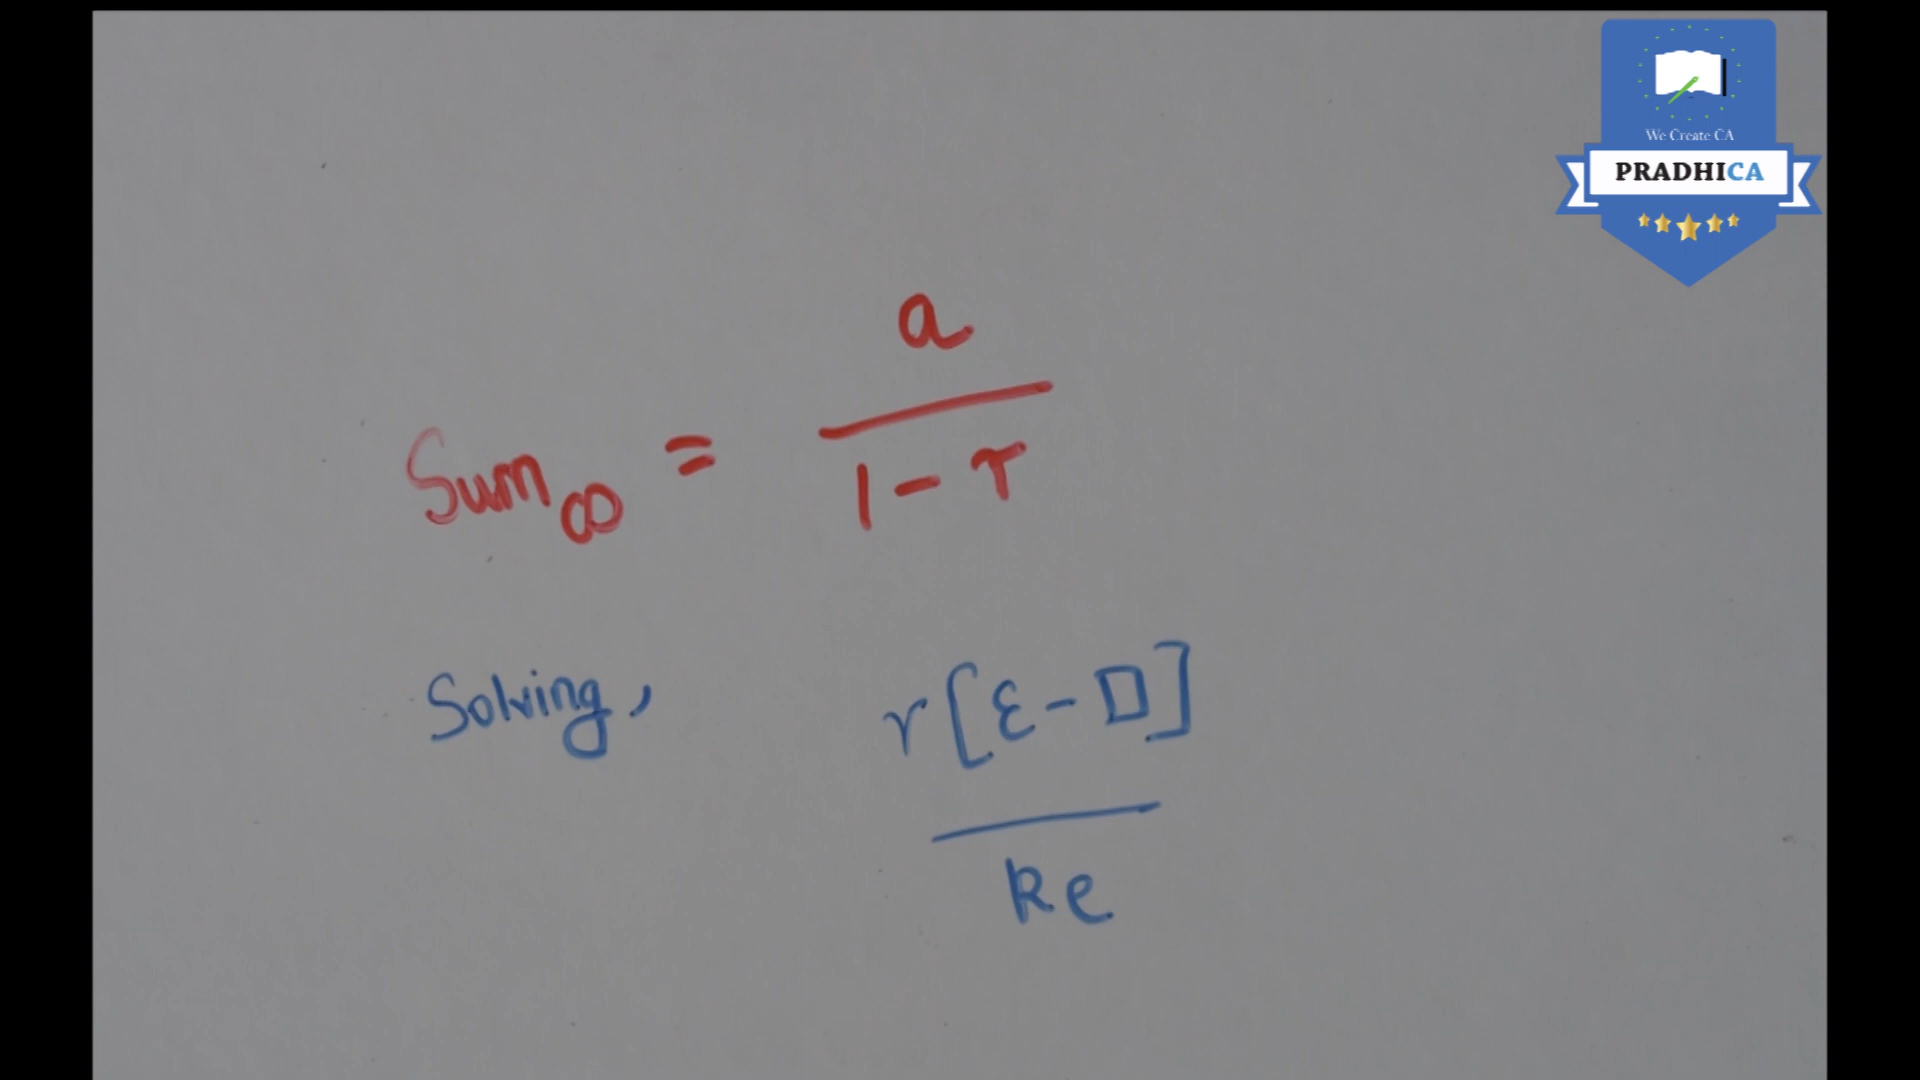 We Create CA
PRADHICA
Sum∞ = a / 1 - r
Solving, r[E - D] / ke